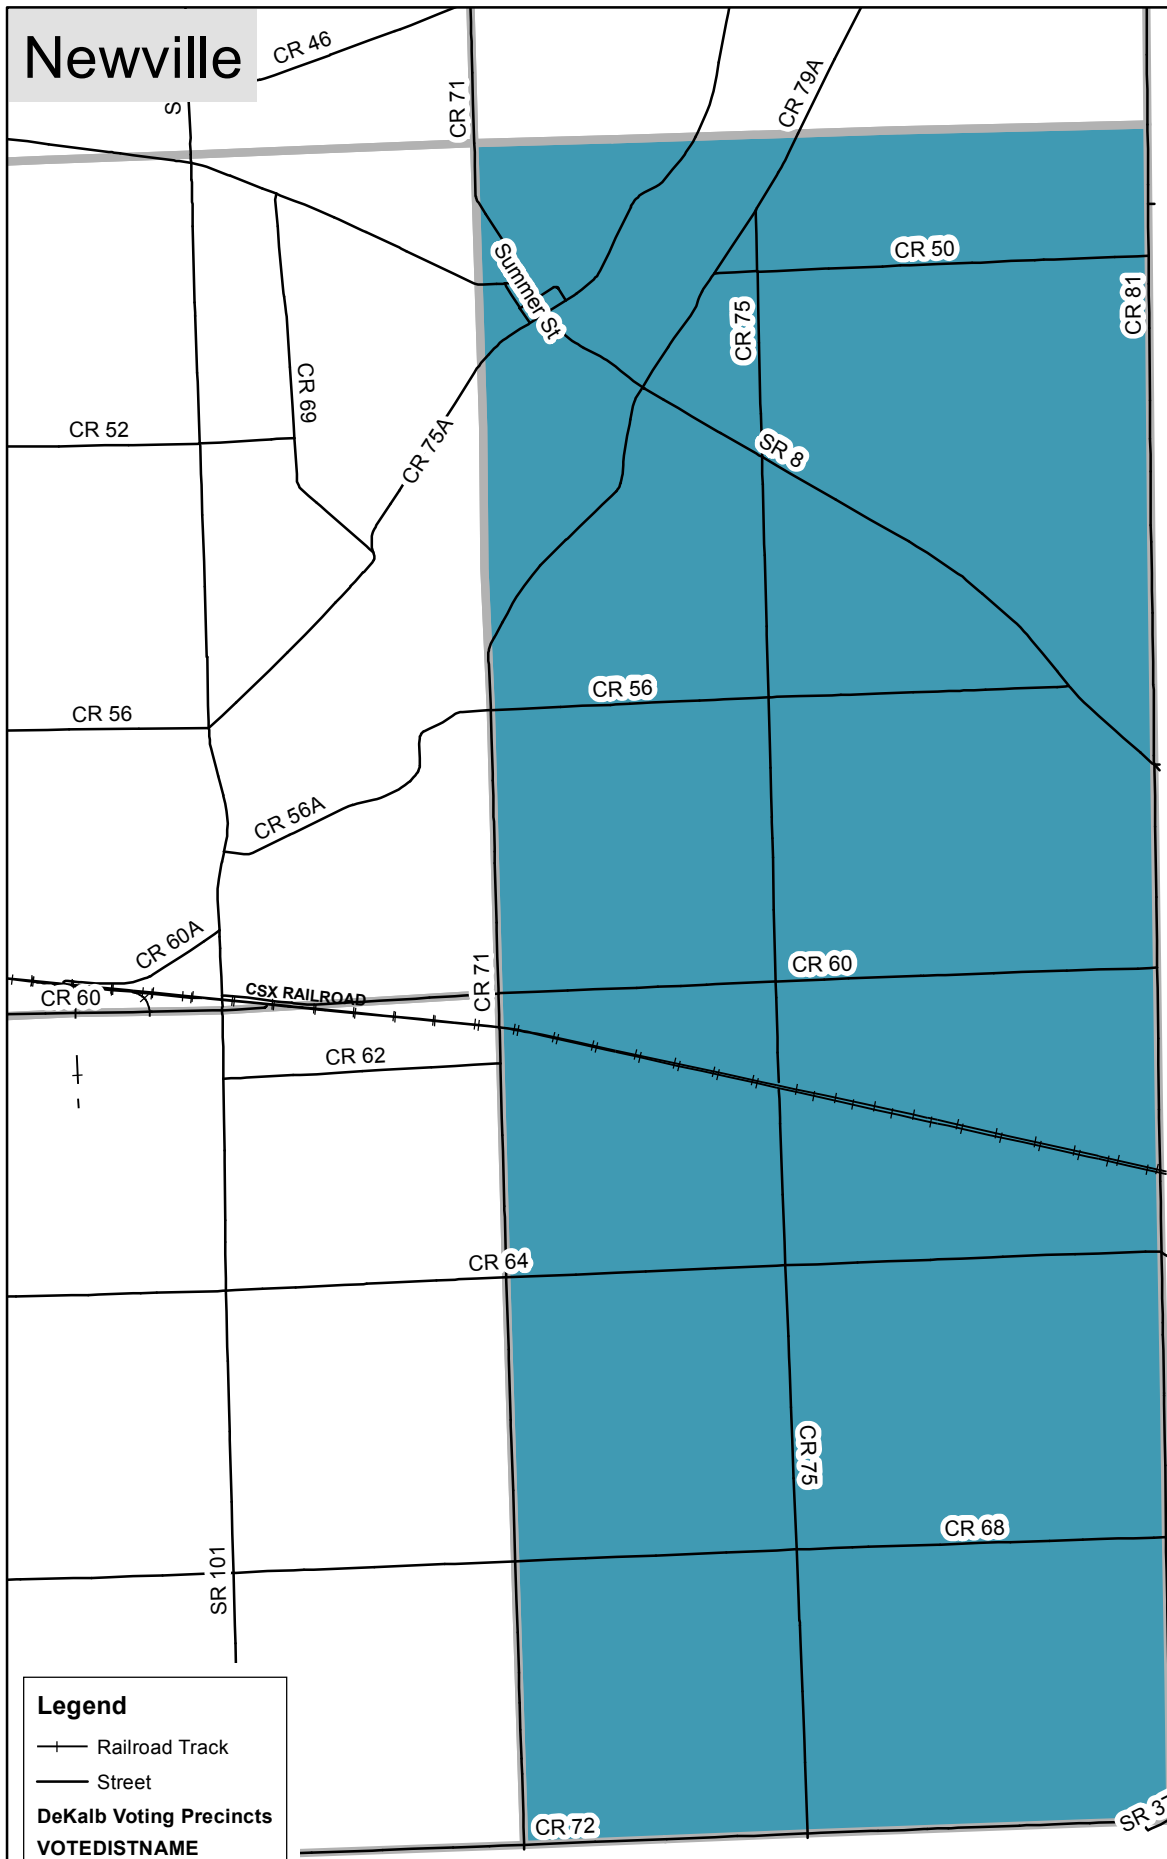 Newville
CR 46
S
CR 71
CR 79A
CR 50
Summer St
CR 75
CR 81
CR 69
CR 52
CR 75A
SR 8
CR 56
CR 56
CR 56A
CR 60A
CR 71
CR 60
CSX RAILROAD
CR 60
CR 62
CR 64
CR 75
CR 68
SR 101
Legend
Railroad Track
Street
DeKalb Voting Precincts
VOTEDISTNAME
CR 72
SR 37